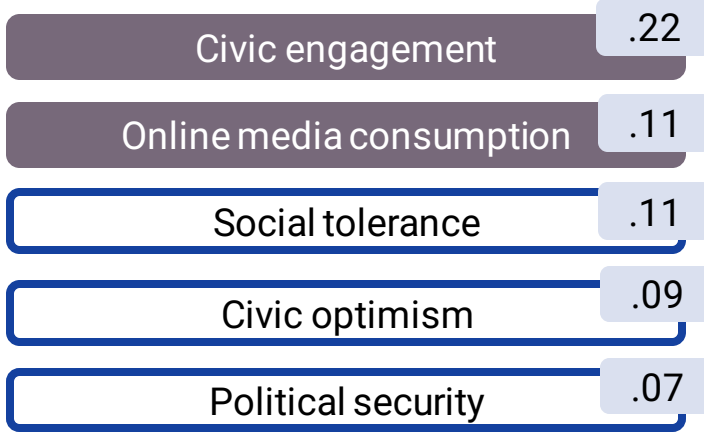 Civic engagement .22
Online media consumption .11
Social tolerance .11
Civic optimism .09
Political security .07